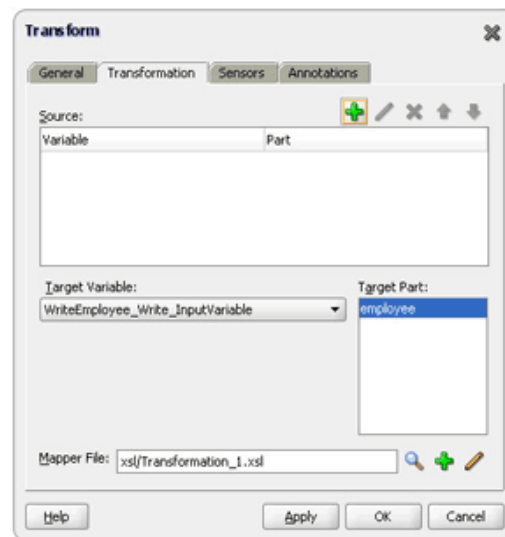 Transform
General Transformation Sensors Annotations
Source:
Variable Part
Target Variable: Target Part:
WriteEmployee_Write_InputVariable employee
Mapper File: xsl/Transformation_1.xsl
Help Apply OK Cancel